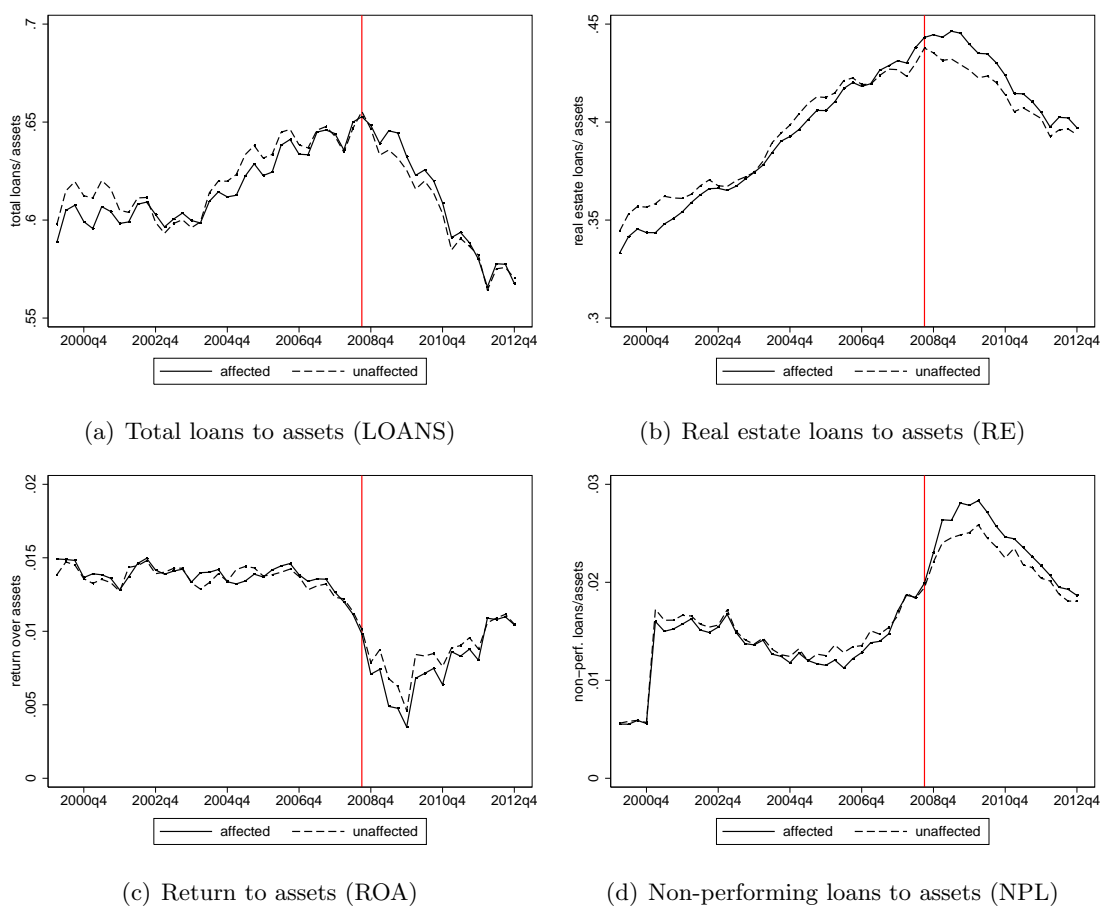 total loans/ assets
.55 .6 .65 .7
2000q4 2002q4 2004q4 2006q4 2008q4 2010q4 2012q4
affected unaffected
(a) Total loans to assets (LOANS)
real estate loans/ assets
.3 .35 .4 .45
2000q4 2002q4 2004q4 2006q4 2008q4 2010q4 2012q4
affected unaffected
(b) Real estate loans to assets (RE)
return over assets
0 .005 .01 .015 .02
2000q4 2002q4 2004q4 2006q4 2008q4 2010q4 2012q4
affected unaffected
(c) Return to assets (ROA)
non−perf. loans/assets
0 .01 .02 .03
2000q4 2002q4 2004q4 2006q4 2008q4 2010q4 2012q4
affected unaffected
(d) Non-performing loans to assets (NPL)